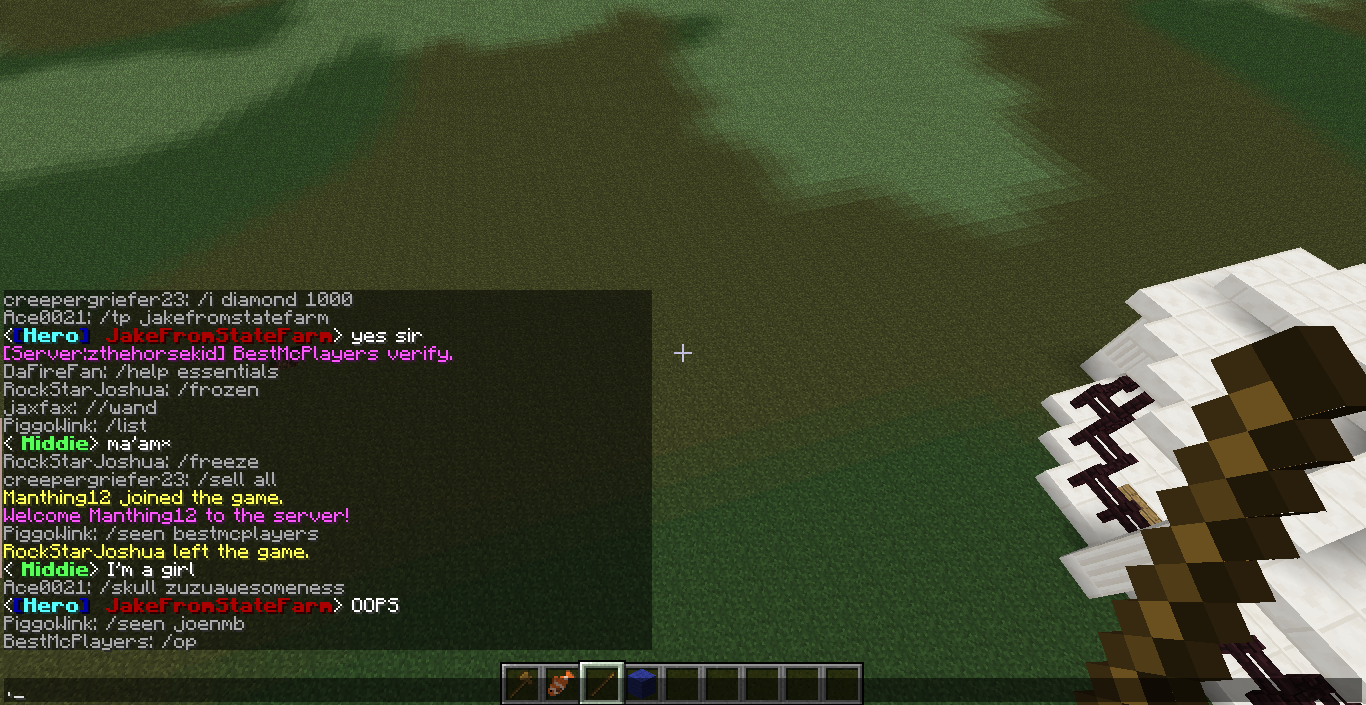 creepergriefer23: /i diamond 1000
Ace0021: /tp jakefromstatefarm
<[Hero] JakeFromStateFarm> yes sir
[Server:zthehorsekid] BestMcPlayers verify.
DaFireFan: /help essentials
RockStarJoshua: /frozen
jaxfax: //wand
PiggoWink: /list
< Middie> ma'am*
RockStarJoshua: /freeze
creepergriefer23: /sell all
Manthing12 joined the game.
Welcome Manthing12 to the server!
PiggoWink: /seen bestmcplayers
RockStarJoshua left the game.
< Middie> I'm a girl
Ace0021: /skull zuzuawesomeness
<[Hero] JakeFromStateFarm> OOPS
PiggoWink: /seen joenmb
BestMcPlayers: /op
'_